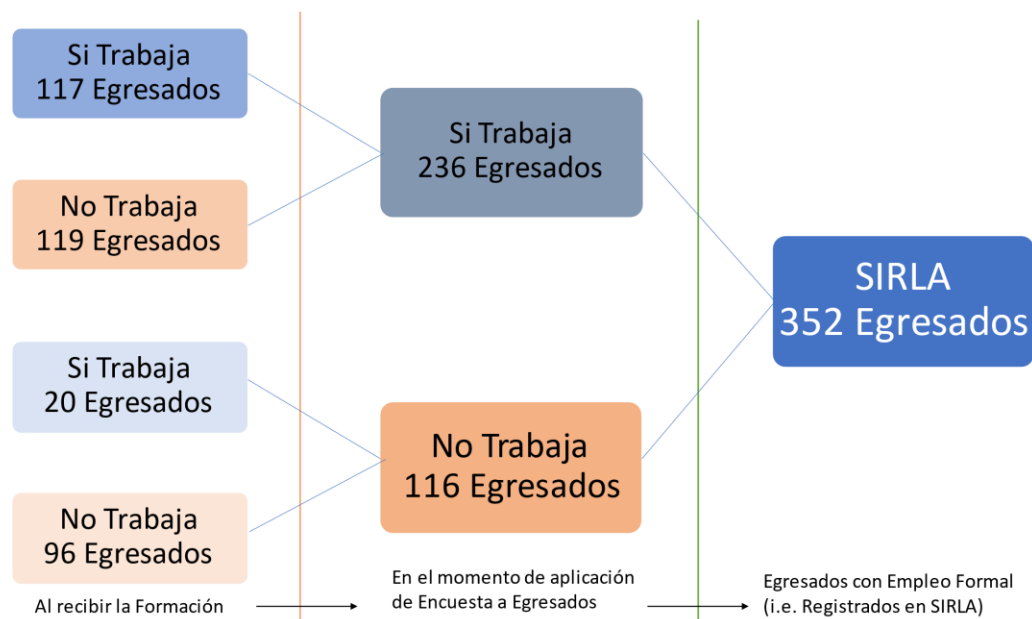 Si Trabaja
117 Egresados
No Trabaja
119 Egresados
Si Trabaja
20 Egresados
No Trabaja
96 Egresados
Al recibir la Formación
Si Trabaja
236 Egresados
No Trabaja
116 Egresados
En el momento de aplicación
de Encuesta a Egresados
SIRLA
352 Egresados
Egresados con Empleo Formal
(i.e. Registrados en SIRLA)